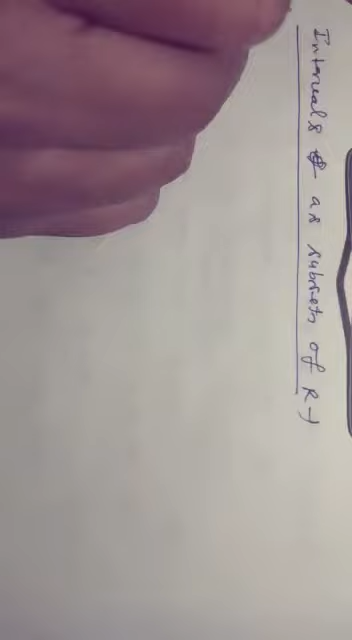 Intervals as subsets of R →